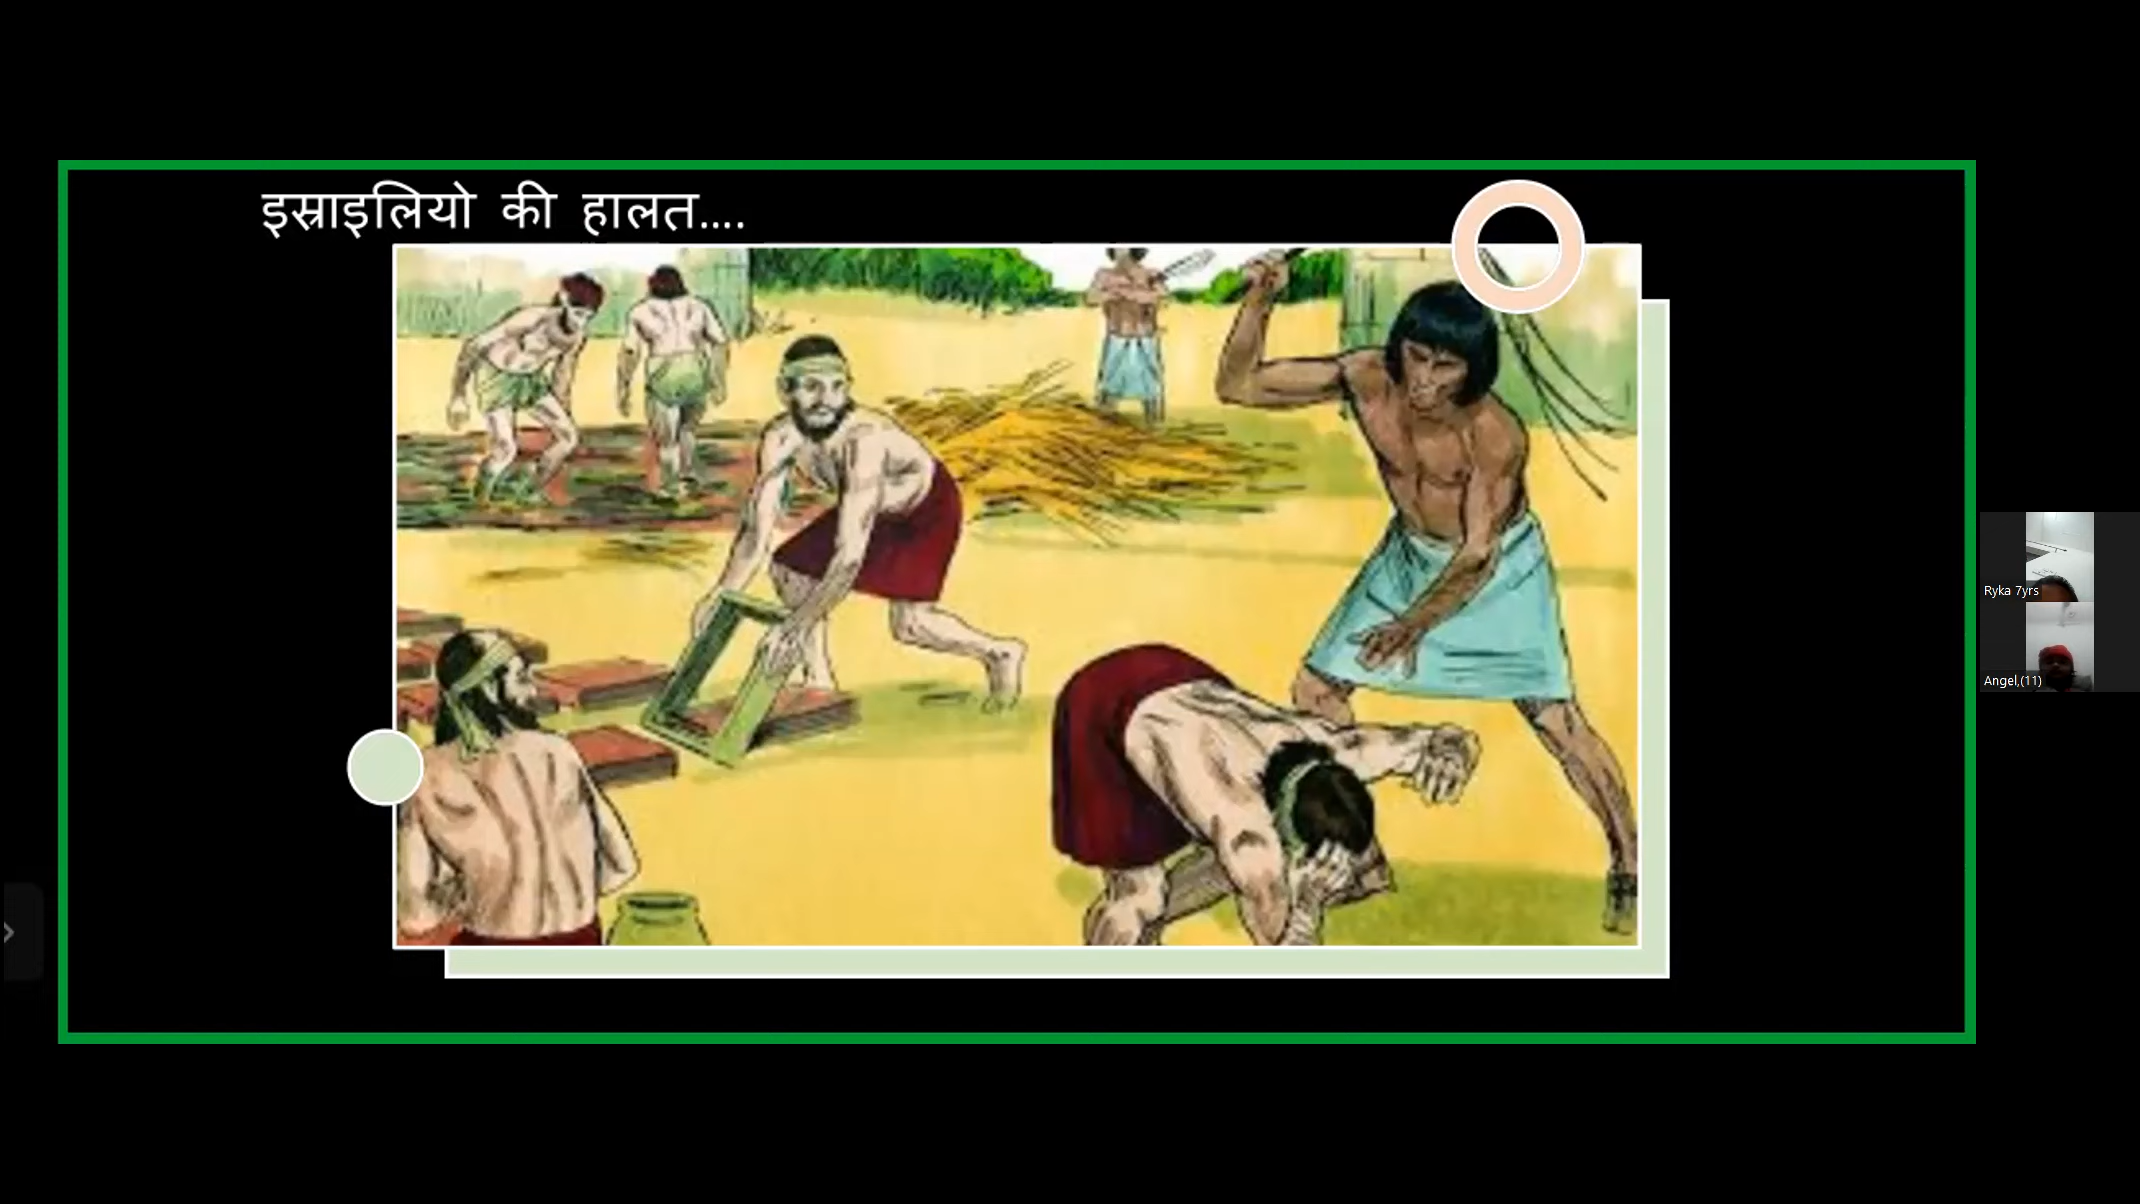 इस्राइलियो की हालत....
Ryka 7yrs
Angel,(11)